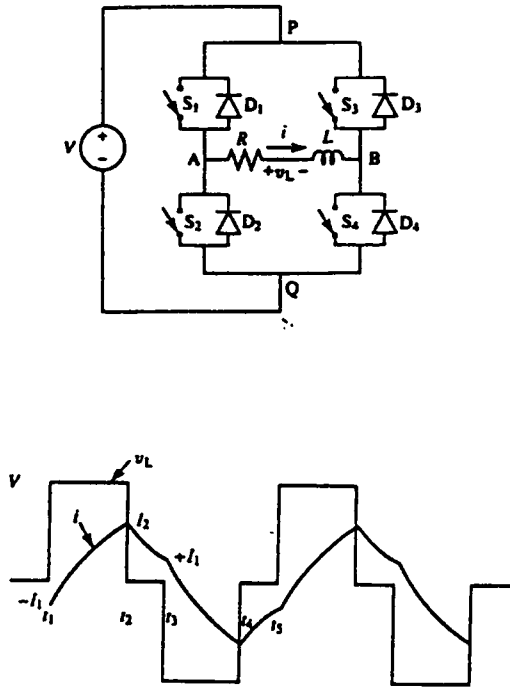 P
S1 D1 S3 D3
V + −
R i L
A B
+vL−
S2 D2 S4 D4
Q
V vL
i I2
+I1
−I1
t1 t2 t3 t4 t5